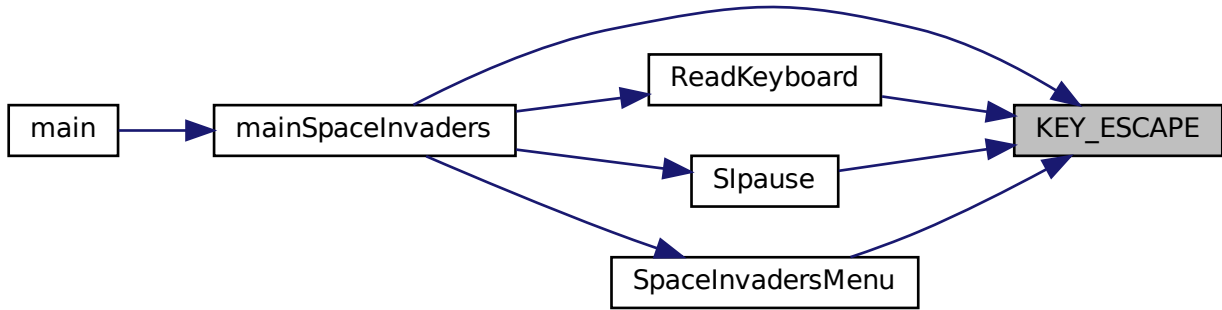 ReadKeyboard
main
mainSpaceInvaders
KEY_ESCAPE
SIpause
SpaceInvadersMenu